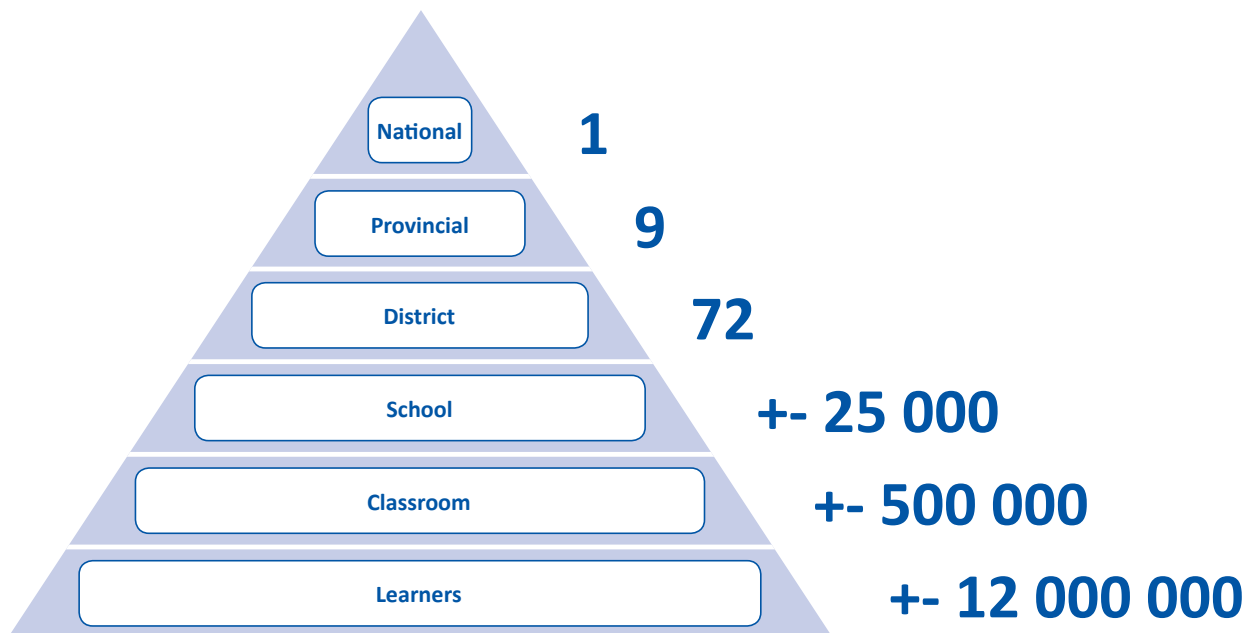 National
1
Provincial
9
District
72
School
+- 25 000
Classroom
+- 500 000
Learners
+- 12 000 000